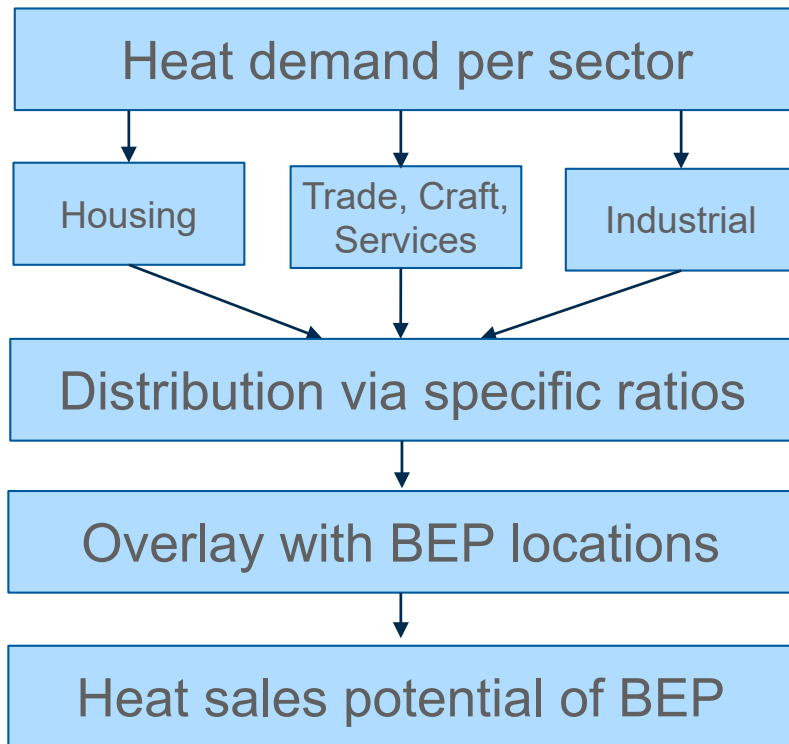 Heat demand per sector
Housing
Trade, Craft,
Services
Industrial
Distribution via specific ratios
Overlay with BEP locations
Heat sales potential of BEP